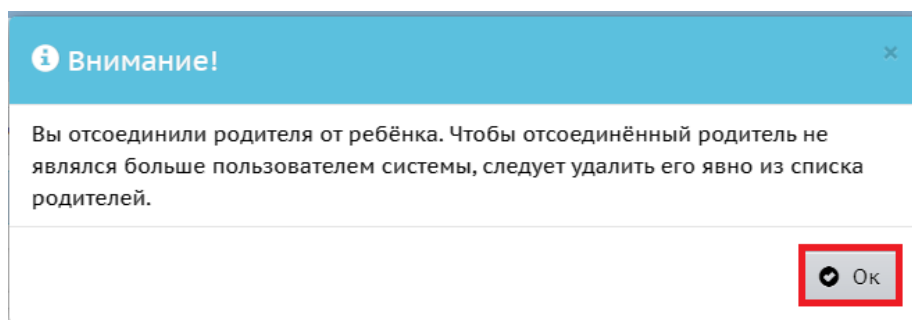 Внимание!
Вы отсоединили родителя от ребёнка. Чтобы отсоединённый родитель не
являлся больше пользователем системы, следует удалить его явно из списка
родителей.
Ок